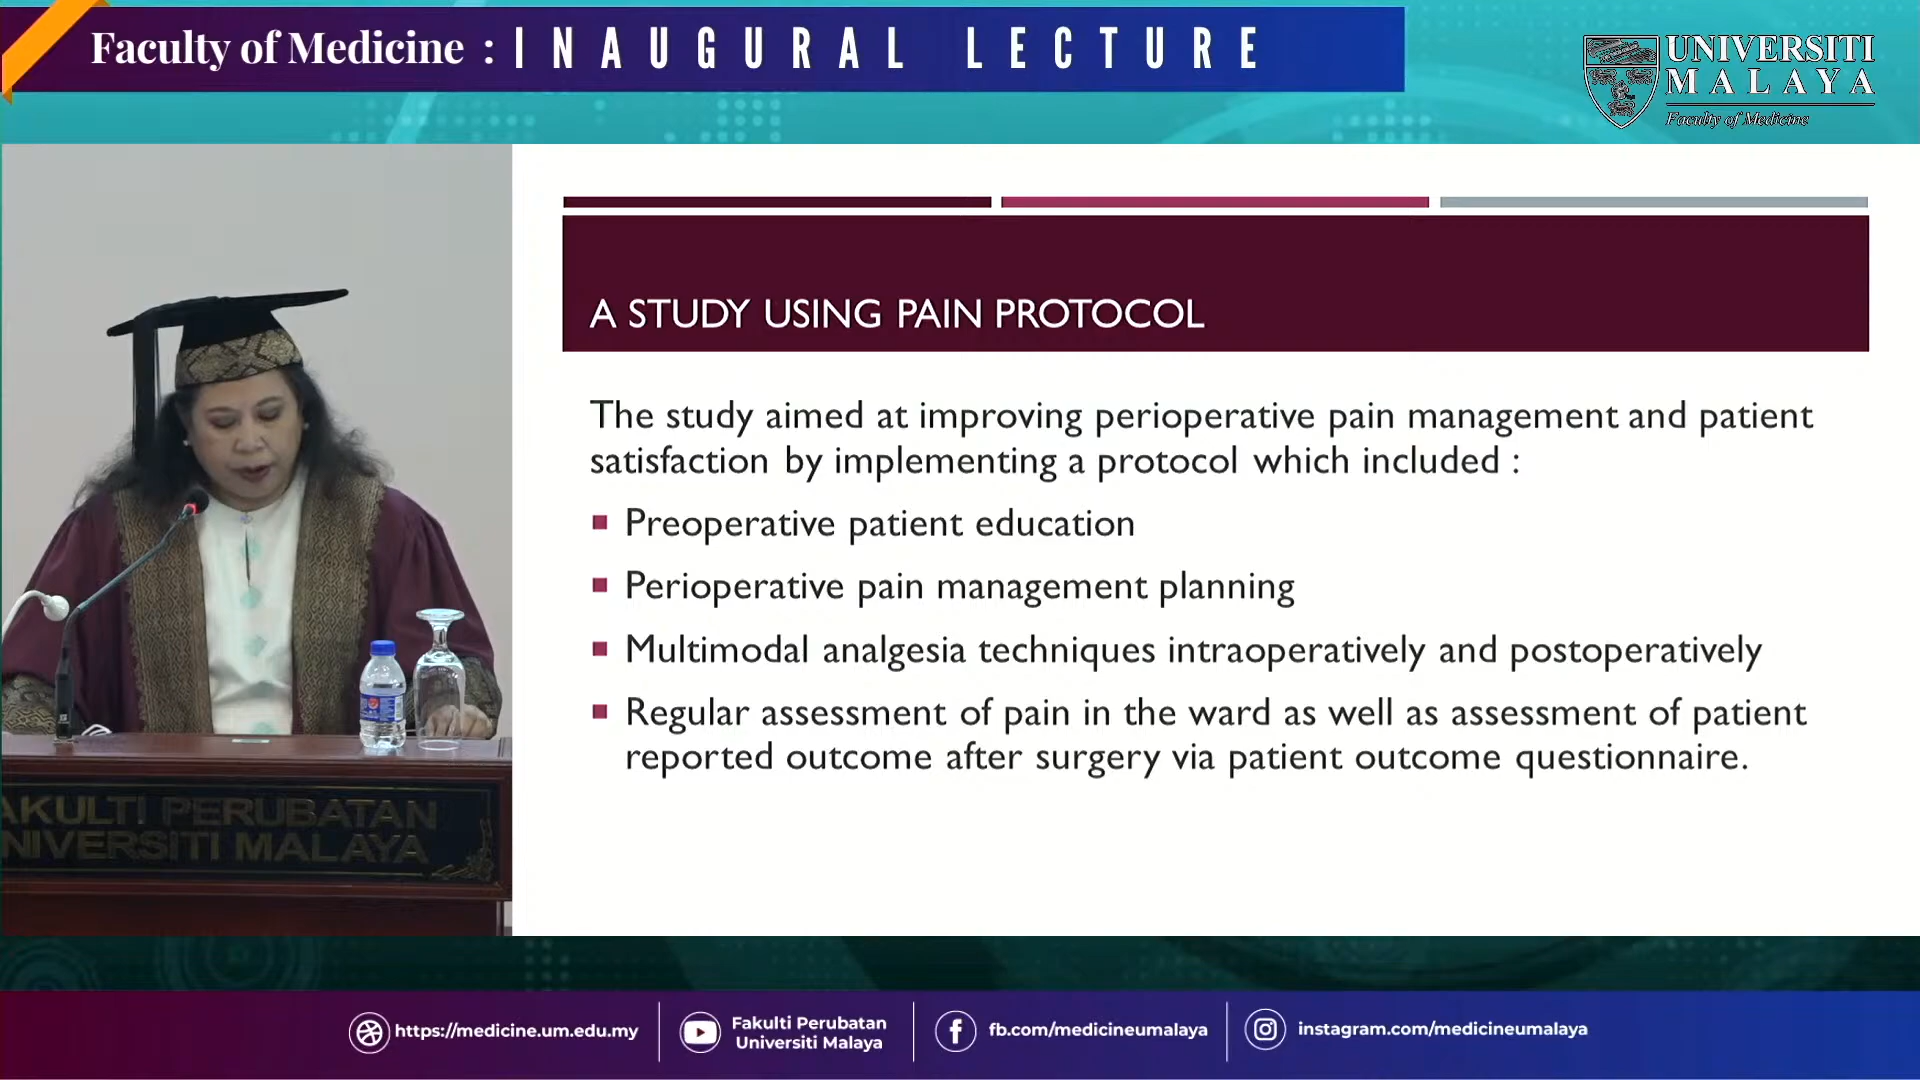 Faculty of Medicine : INAUGURAL LECTURE
UNIVERSITI
MALAYA
Faculty of Medicine
A STUDY USING PAIN PROTOCOL
The study aimed at improving perioperative pain management and patient
satisfaction by implementing a protocol which included :
Preoperative patient education
Perioperative pain management planning
Multimodal analgesia techniques intraoperatively and postoperatively
Regular assessment of pain in the ward as well as assessment of patient
reported outcome after surgery via patient outcome questionnaire.
AKULTI PERUBATAN
NIVERSITI MALAYA
https://medicine.um.edu.my
Fakulti Perubatan
Universiti Malaya
fb.com/medicineumalaya
instagram.com/medicineumalaya